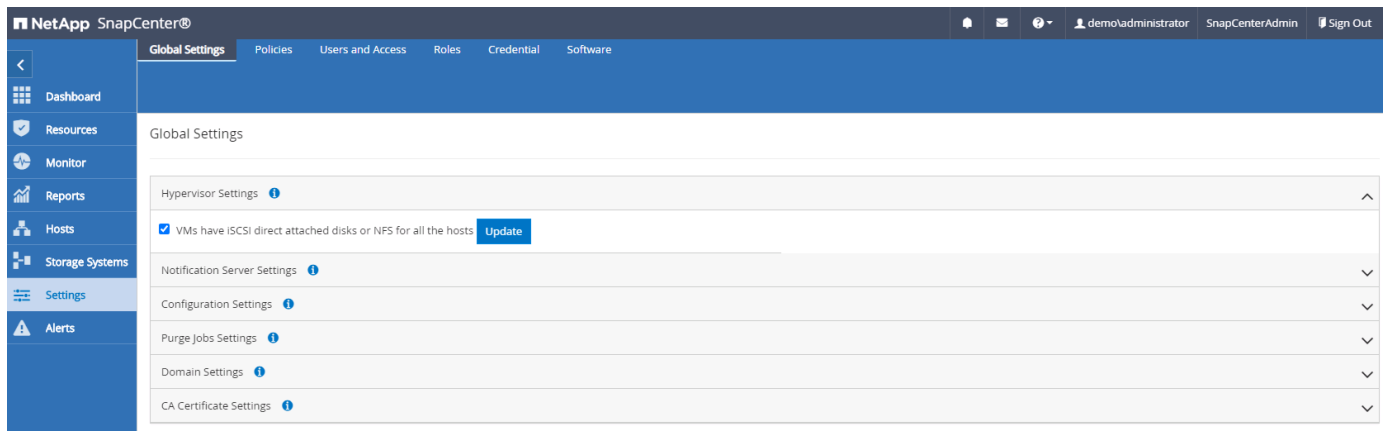 NetApp SnapCenter®
demo\administrator SnapCenterAdmin Sign Out
Global Settings Policies Users and Access Roles Credential Software
Dashboard
Resources
Monitor
Reports
Hosts
Storage Systems
Settings
Alerts
Global Settings
Hypervisor Settings
VMs have iSCSI direct attached disks or NFS for all the hosts Update
Notification Server Settings
Configuration Settings
Purge Jobs Settings
Domain Settings
CA Certificate Settings